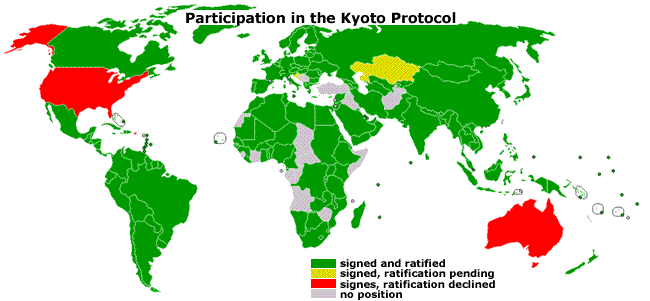 Participation in the Kyoto Protocol
signed and ratified
signed, ratification pending
signes, ratification declined
no position